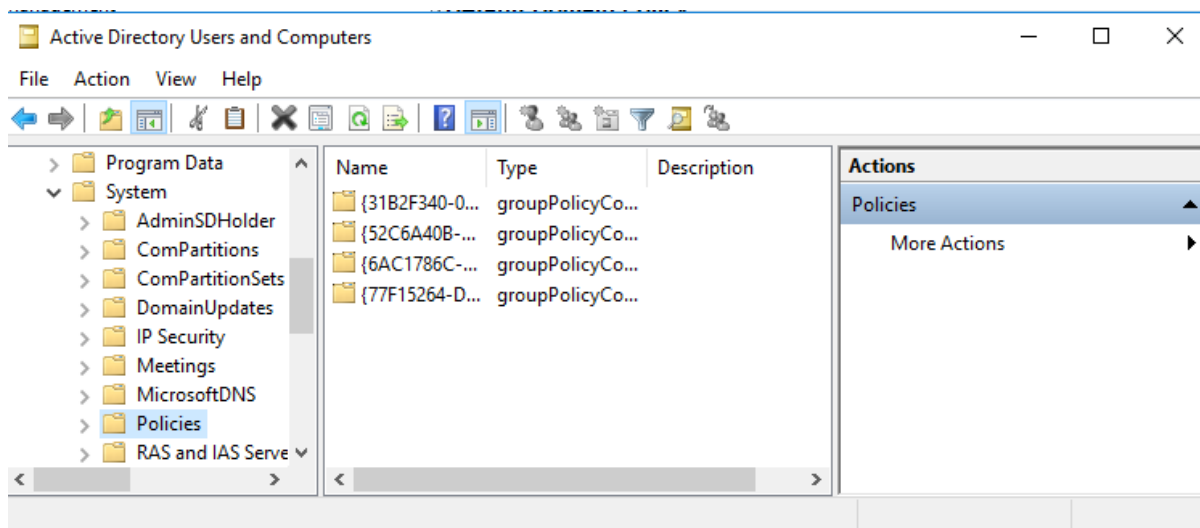 Active Directory Users and Computers
File Action View Help
Program Data
System
AdminSDHolder
ComPartitions
ComPartitionSets
DomainUpdates
IP Security
Meetings
MicrosoftDNS
Policies
RAS and IAS Serve
Name Type Description
{31B2F340-0... groupPolicyCo...
{52C6A40B-... groupPolicyCo...
{6AC1786C-... groupPolicyCo...
{77F15264-D... groupPolicyCo...
Actions
Policies
More Actions